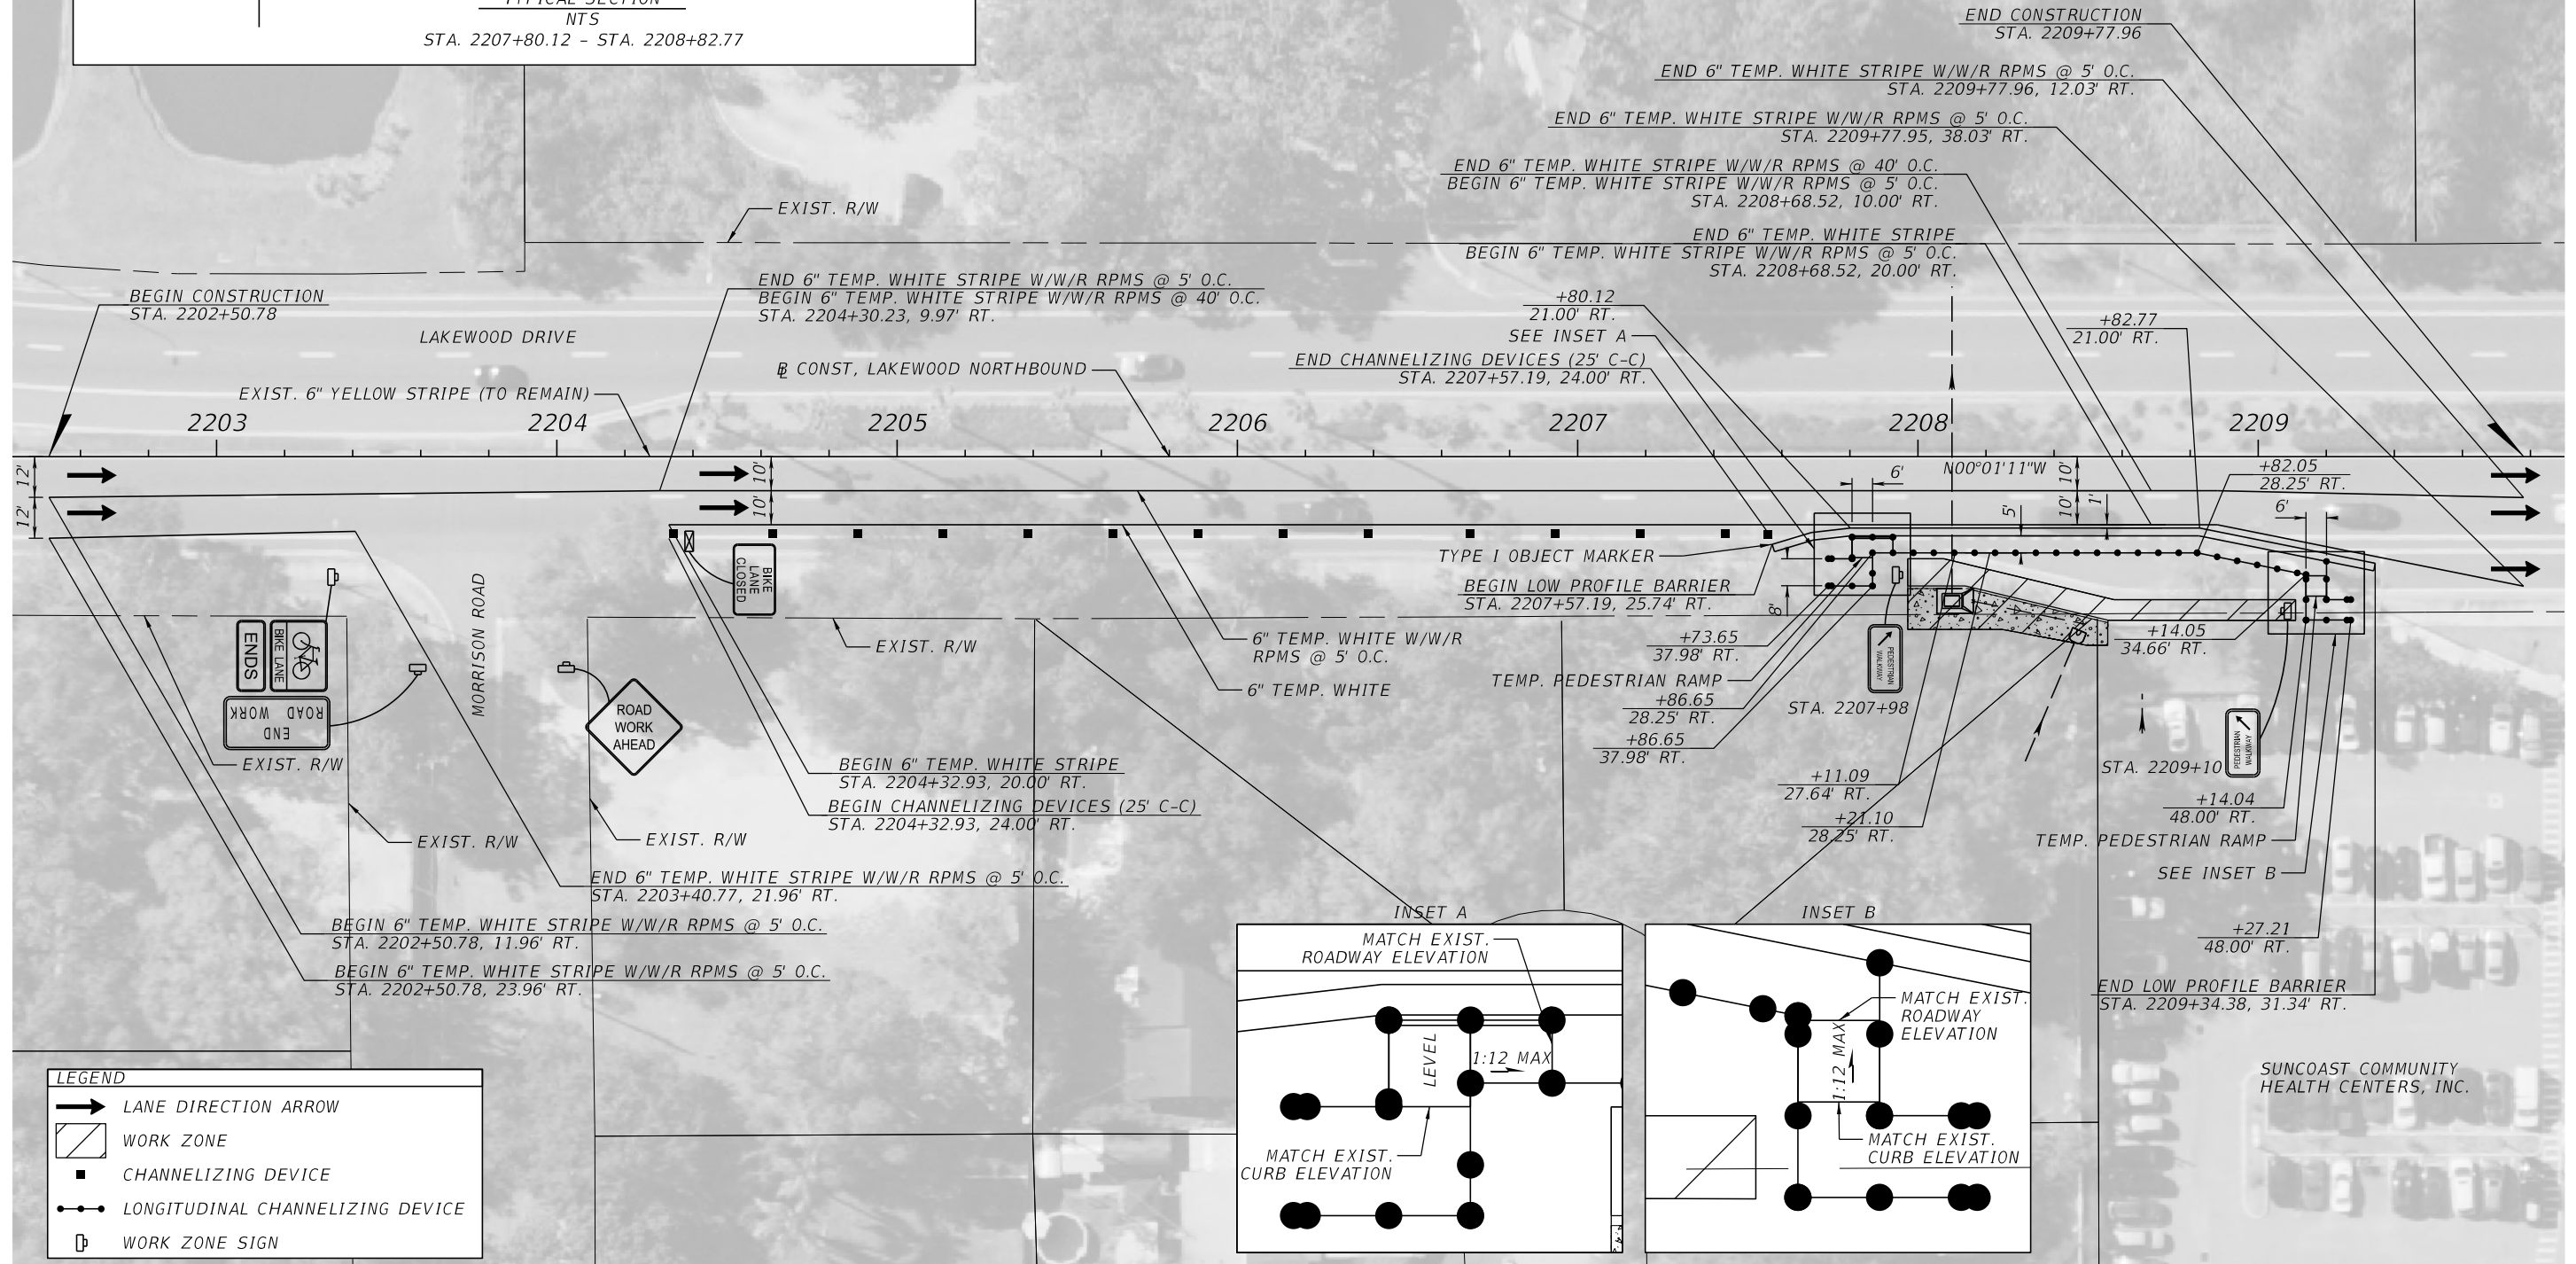 TYPICAL SECTION
NTS
STA. 2207+80.12 - STA. 2208+82.77
END CONSTRUCTION
STA. 2209+77.96
END 6" TEMP. WHITE STRIPE W/W/R RPMS @ 5' O.C.
STA. 2209+77.96, 12.03' RT.
END 6" TEMP. WHITE STRIPE W/W/R RPMS @ 5' O.C.
STA. 2209+77.95, 38.03' RT.
END 6" TEMP. WHITE STRIPE W/W/R RPMS @ 40' O.C.
BEGIN 6" TEMP. WHITE STRIPE W/W/R RPMS @ 5' O.C.
STA. 2208+68.52, 10.00' RT.
EXIST. R/W
END 6" TEMP. WHITE STRIPE
BEGIN 6" TEMP. WHITE STRIPE W/W/R RPMS @ 5' O.C.
STA. 2208+68.52, 20.00' RT.
END 6" TEMP. WHITE STRIPE W/W/R RPMS @ 5' O.C.
BEGIN 6" TEMP. WHITE STRIPE W/W/R RPMS @ 40' O.C.
STA. 2204+30.23, 9.97' RT.
BEGIN CONSTRUCTION
STA. 2202+50.78
+80.12
21.00' RT.
LAKEWOOD DRIVE
SEE INSET A
+82.77
21.00' RT.
END CHANNELIZING DEVICES (25' C-C)
STA. 2207+57.19, 24.00' RT.
BL CONST, LAKEWOOD NORTHBOUND
EXIST. 6" YELLOW STRIPE (TO REMAIN)
2203
2204
2205
2206
2207
2208
2209
12'
12'
10'
10'
6'
N00°01'11"W
10'
10'
1'
5'
+82.05
28.25' RT.
6'
8'
TYPE I OBJECT MARKER
BEGIN LOW PROFILE BARRIER
STA. 2207+57.19, 25.74' RT.
BIKE
LANE
CLOSED
MORRISON ROAD
BIKE LANE
ENDS
END
ROAD WORK
ROAD
WORK
AHEAD
EXIST. R/W
EXIST. R/W
EXIST. R/W
EXIST. R/W
6" TEMP. WHITE W/W/R
RPMS @ 5' O.C.
6" TEMP. WHITE
+73.65
37.98' RT.
TEMP. PEDESTRIAN RAMP
+86.65
28.25' RT.
+86.65
37.98' RT.
PEDESTRIAN
WALKWAY
STA. 2207+98
+14.05
34.66' RT.
+11.09
27.64' RT.
+21.10
28.25' RT.
PEDESTRIAN
WALKWAY
STA. 2209+10
+14.04
48.00' RT.
TEMP. PEDESTRIAN RAMP
SEE INSET B
+27.21
48.00' RT.
END LOW PROFILE BARRIER
STA. 2209+34.38, 31.34' RT.
BEGIN 6" TEMP. WHITE STRIPE
STA. 2204+32.93, 20.00' RT.
BEGIN CHANNELIZING DEVICES (25' C-C)
STA. 2204+32.93, 24.00' RT.
END 6" TEMP. WHITE STRIPE W/W/R RPMS @ 5' O.C.
STA. 2203+40.77, 21.96' RT.
BEGIN 6" TEMP. WHITE STRIPE W/W/R RPMS @ 5' O.C.
STA. 2202+50.78, 11.96' RT.
BEGIN 6" TEMP. WHITE STRIPE W/W/R RPMS @ 5' O.C.
STA. 2202+50.78, 23.96' RT.
INSET A
MATCH EXIST.
ROADWAY ELEVATION
LEVEL
1:12 MAX
MATCH EXIST.
CURB ELEVATION
INSET B
MATCH EXIST.
ROADWAY
ELEVATION
1:12 MAX
MATCH EXIST.
CURB ELEVATION
SUNCOAST COMMUNITY
HEALTH CENTERS, INC.
LEGEND
LANE DIRECTION ARROW
WORK ZONE
CHANNELIZING DEVICE
LONGITUDINAL CHANNELIZING DEVICE
WORK ZONE SIGN